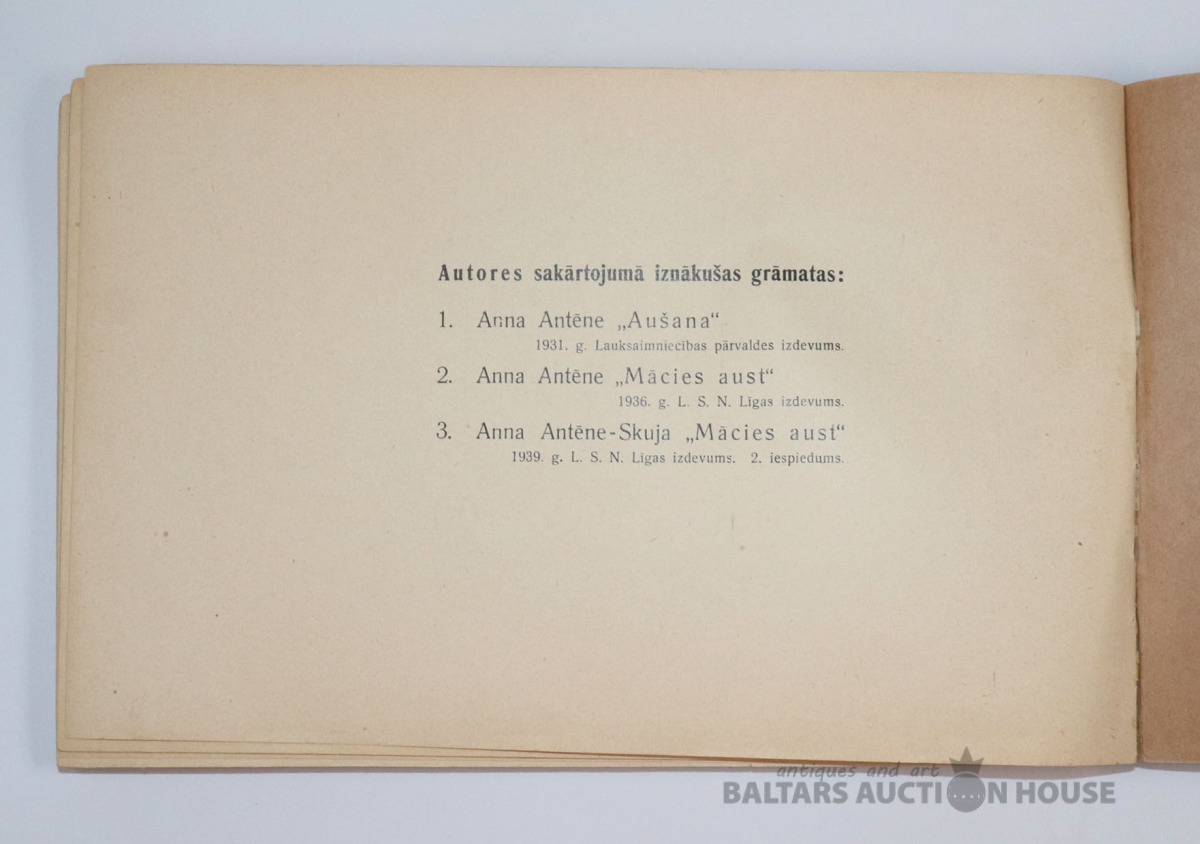 Autores sakārtojumā iznākušas grāmatas:
1. Anna Antēne „Aušana“
1931. g. Lauksaimniecības pārvaldes izdevums.
2. Anna Antēne „Mācies aust“
1936. g. L. S. N. Līgas izdevums.
3. Anna Antēne-Skuja „Mācies aust“
1939. g. L. S. N. Līgas izdevums. 2. iespiedums.
antiques and art
BALTARS AUCTION HOUSE